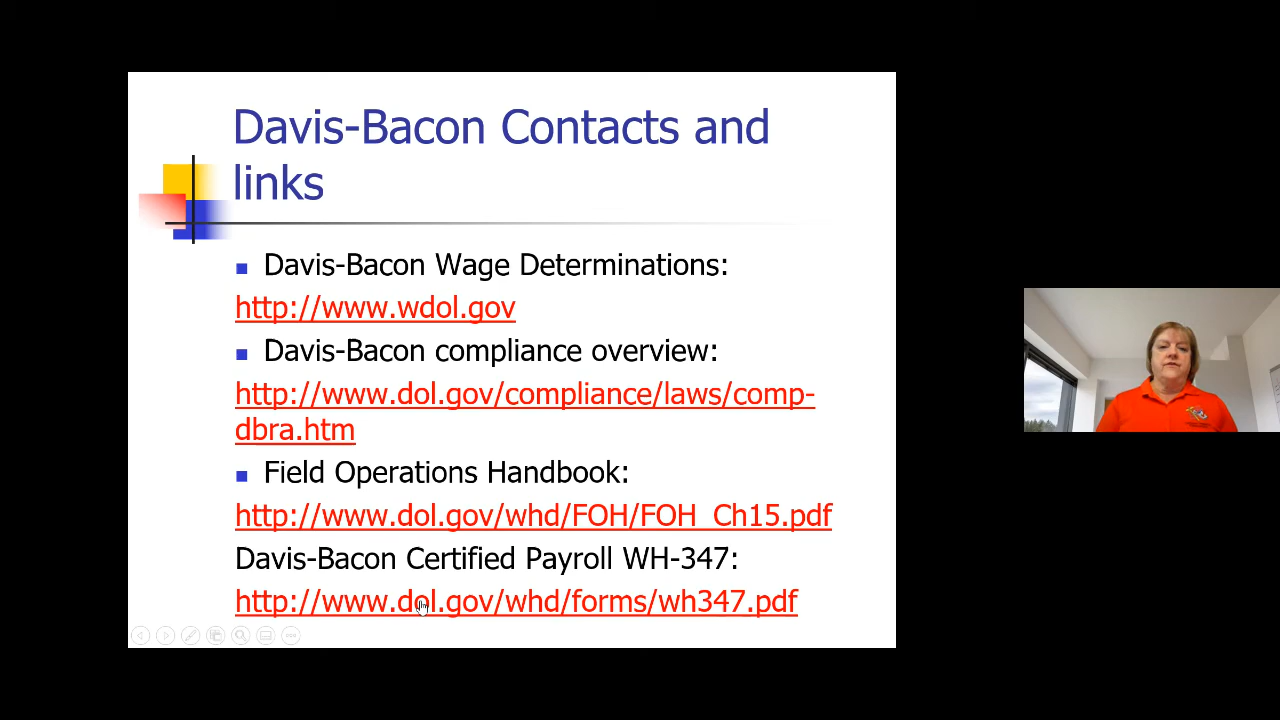 Davis-Bacon Contacts and
links
Davis-Bacon Wage Determinations:
http://www.wdol.gov
Davis-Bacon compliance overview:
http://www.dol.gov/compliance/laws/comp-
dbra.htm
Field Operations Handbook:
http://www.dol.gov/whd/FOH/FOH_Ch15.pdf
Davis-Bacon Certified Payroll WH-347:
http://www.dol.gov/whd/forms/wh347.pdf